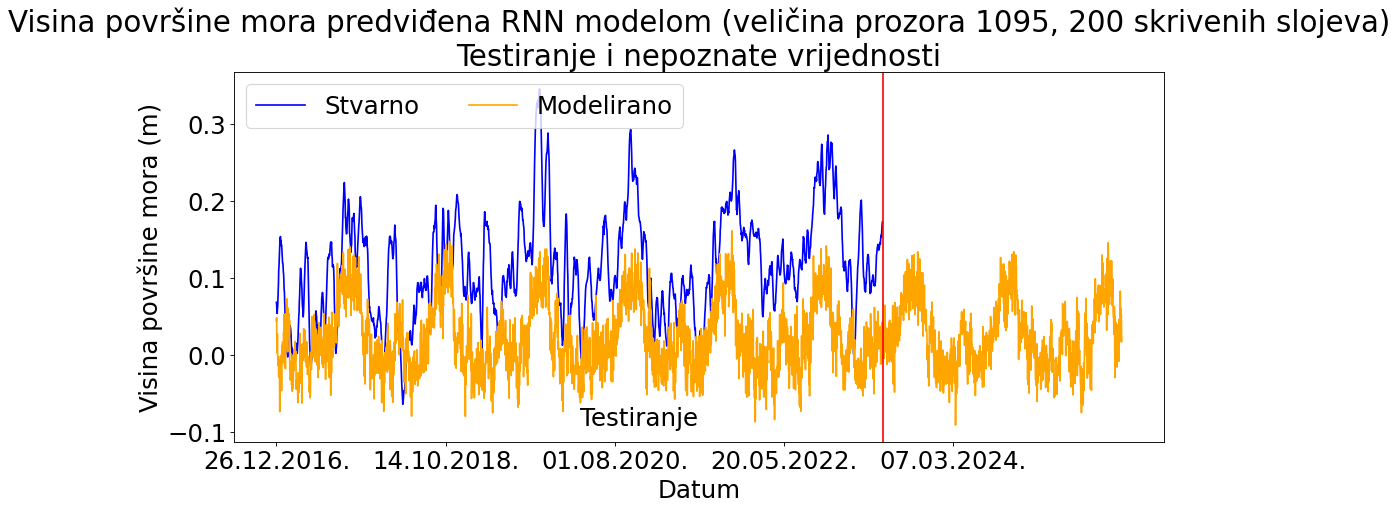 Visina površine mora predviđena RNN modelom (veličina prozora 1095, 200 skrivenih slojeva)
Testiranje i nepoznate vrijednosti
Stvarno
Modelirano
Visina površine mora (m)
0.3
0.2
0.1
0.0
−0.1
Testiranje
26.12.2016.
14.10.2018.
01.08.2020.
20.05.2022.
07.03.2024.
Datum